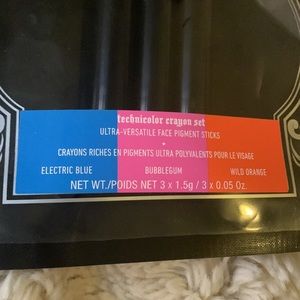 technicolor crayon set
ULTRA-VERSATILE FACE PIGMENT STICKS
•
CRAYONS RICHES EN PIGMENTS ULTRA POLYVALENTS POUR LE VISAGE
ELECTRIC BLUE BUBBLEGUM WILD ORANGE
NET WT./POIDS NET 3 x 1.5g / 3 x 0.05 Oz.